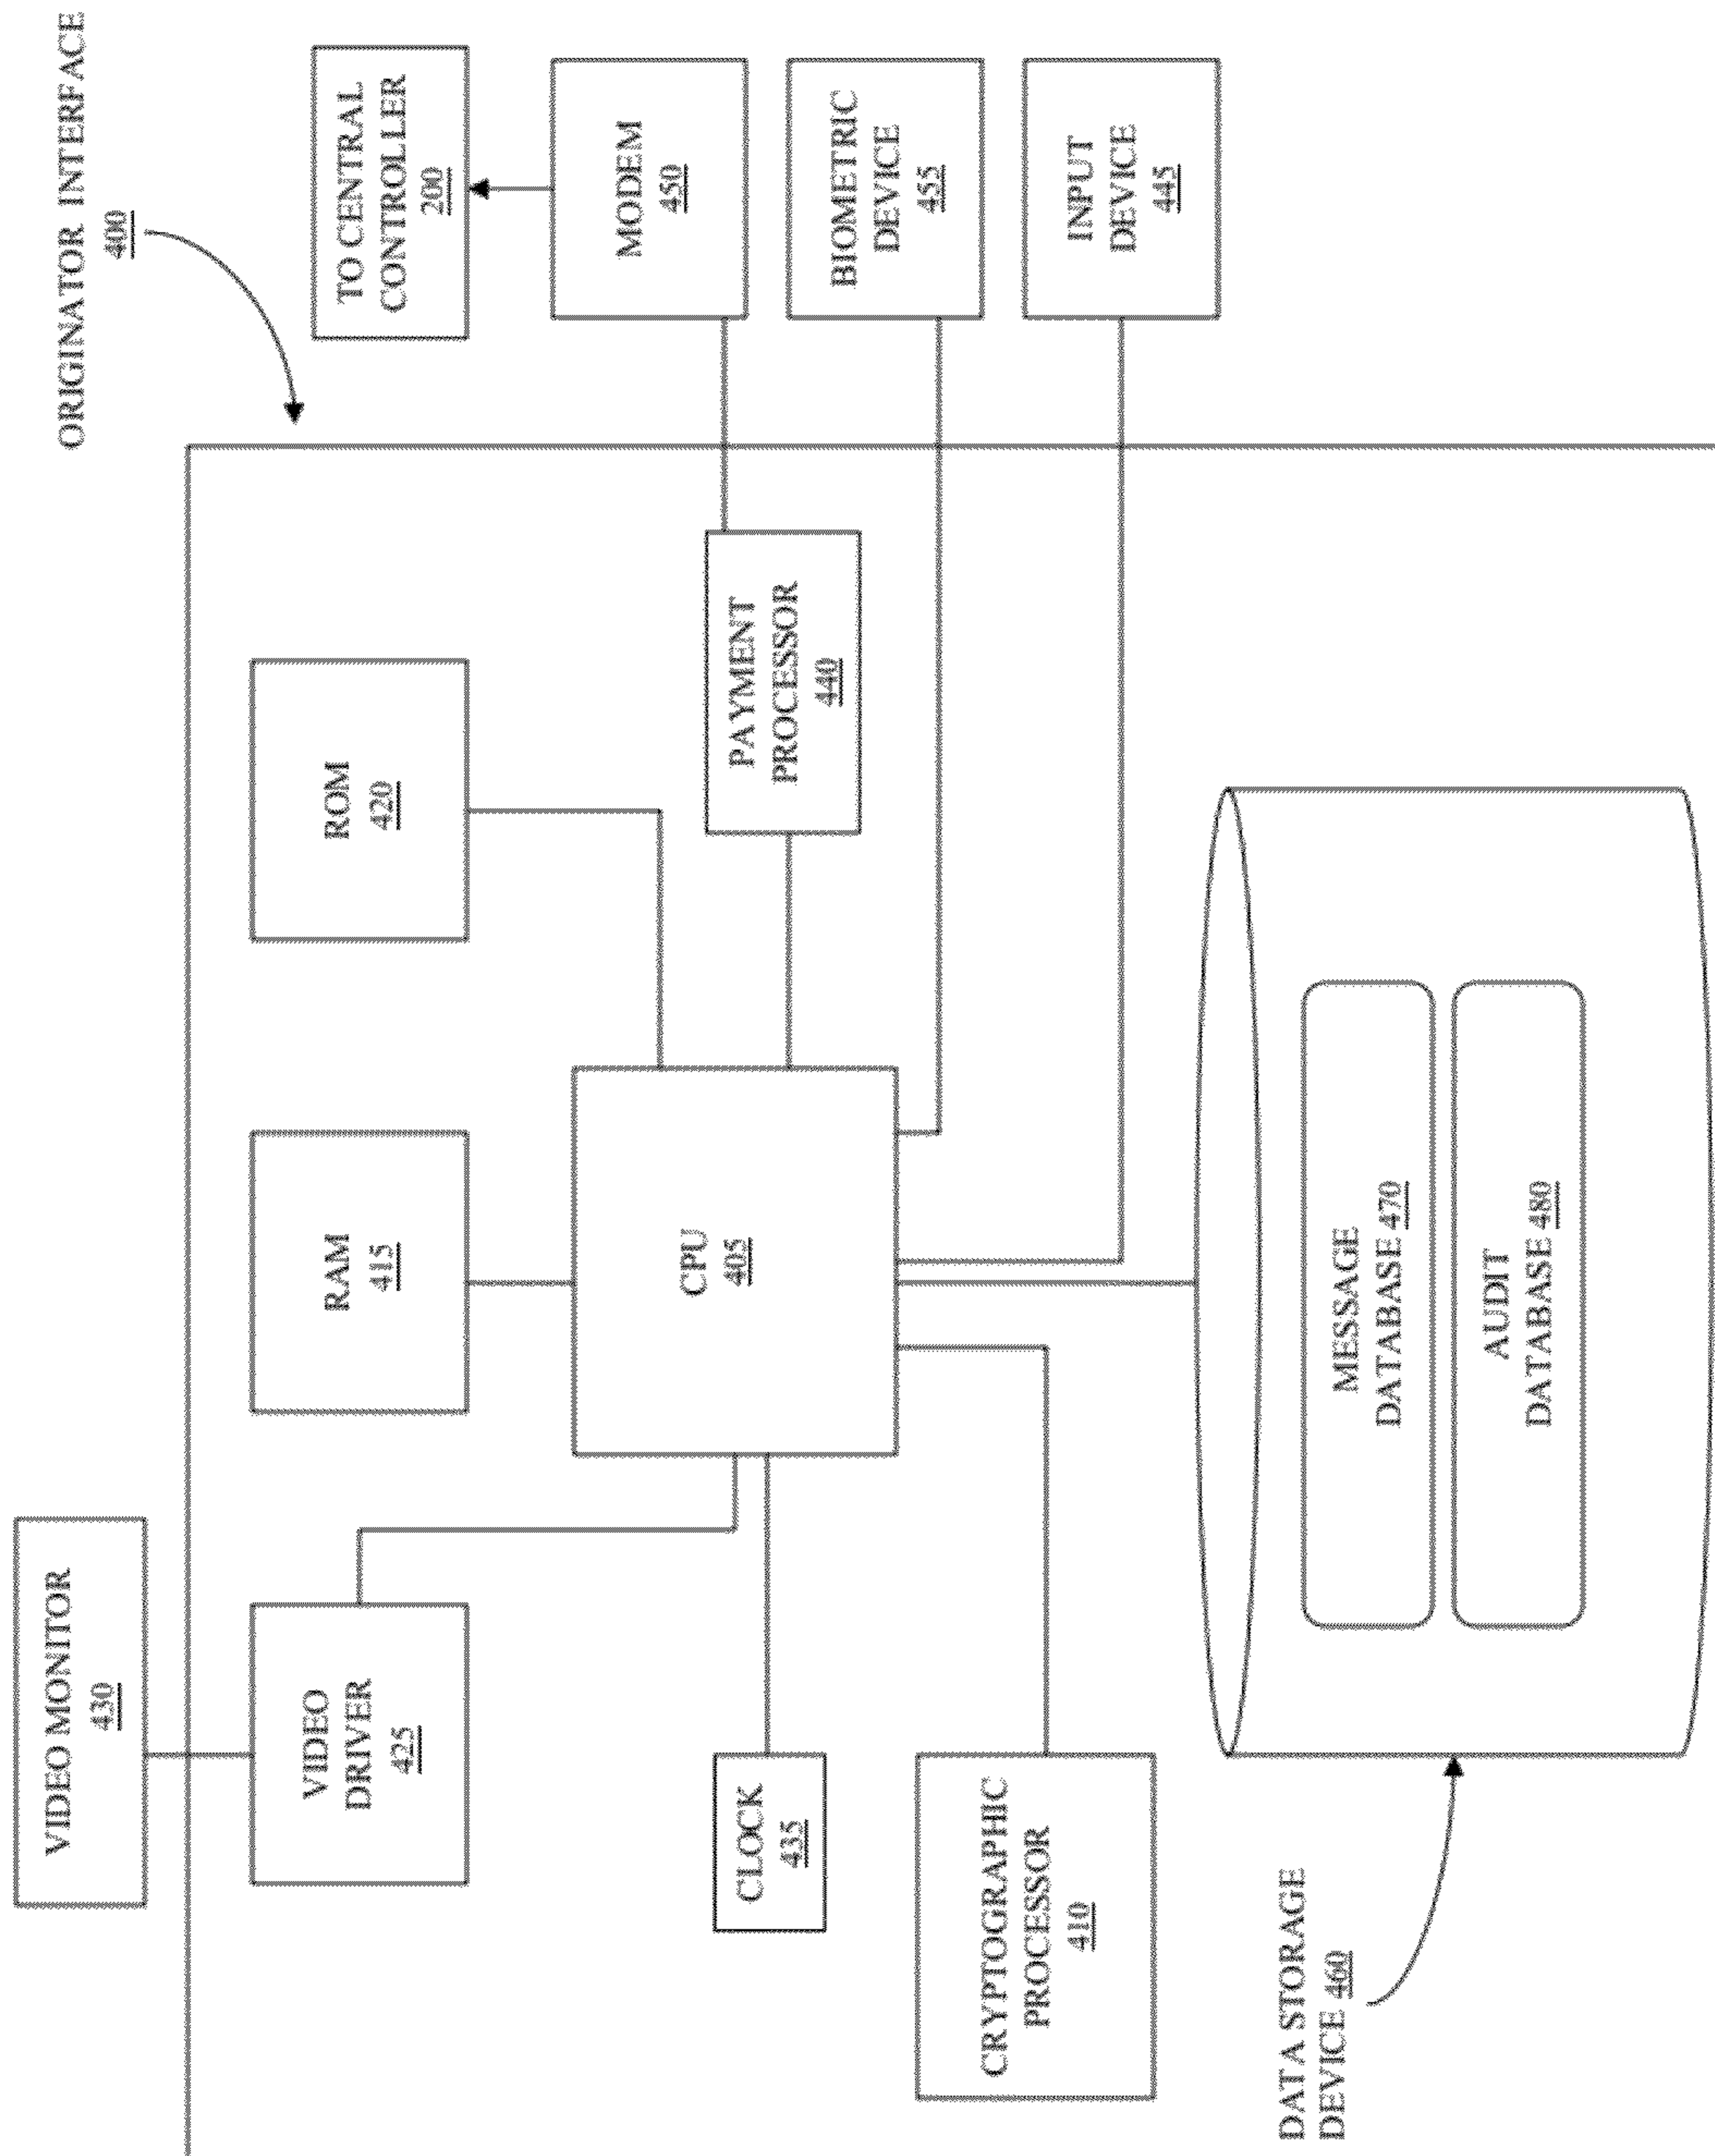 ORIGINATOR INTERFACE
400
VIDEO MONITOR
430
VIDEO
DRIVER
425
RAM
415
ROM
420
TO CENTRAL
CONTROLLER
200
MODEM
450
BIOMETRIC
DEVICE
455
INPUT
DEVICE
445
PAYMENT
PROCESSOR
440
CPU
405
CLOCK
435
CRYPTOGRAPHIC
PROCESSOR
410
MESSAGE
DATABASE 470
AUDIT
DATABASE 480
DATA STORAGE
DEVICE 460